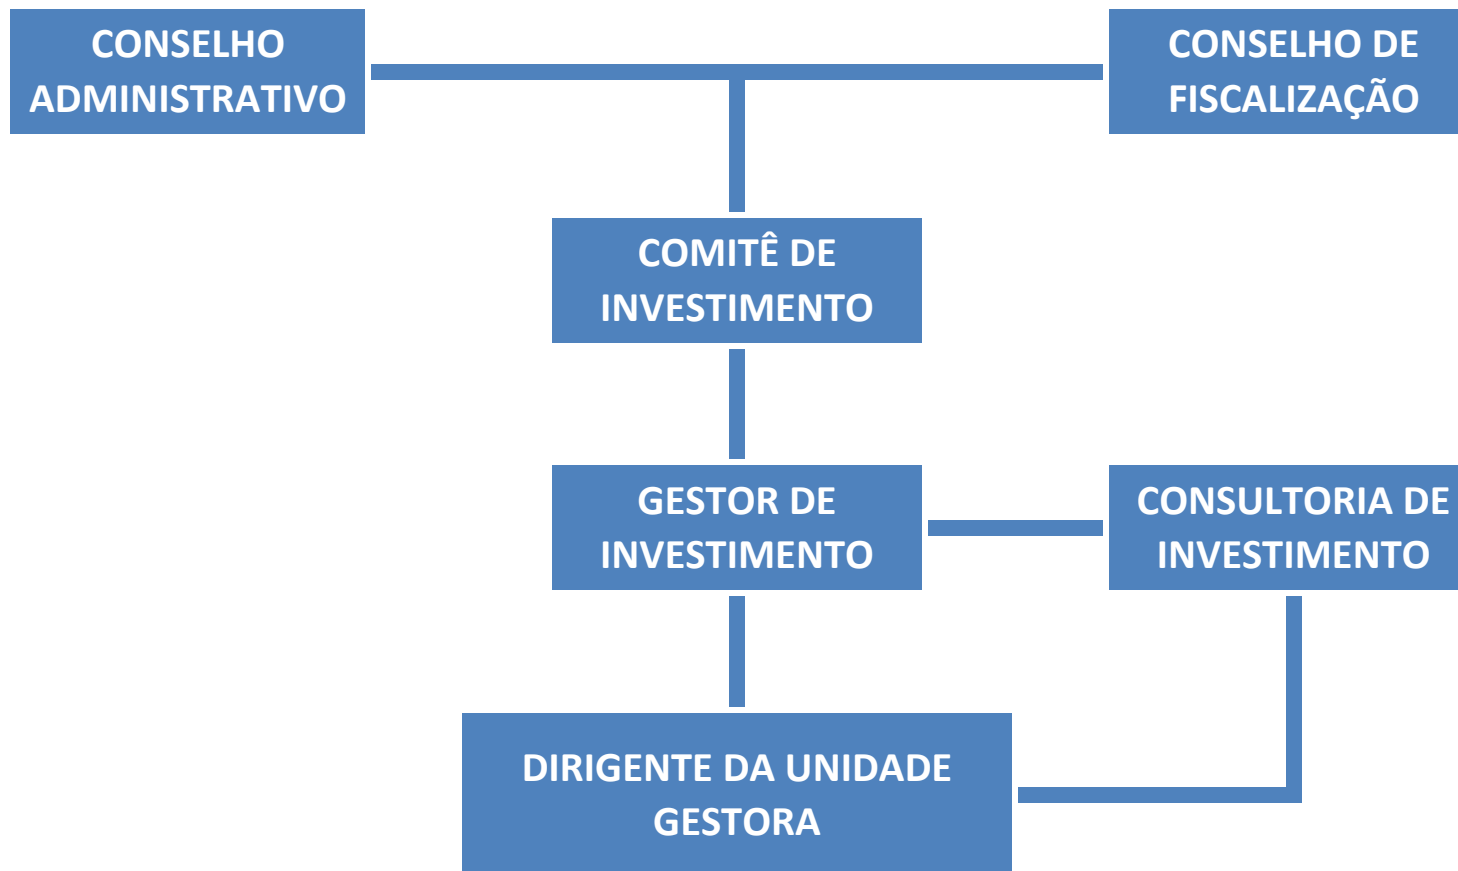 CONSELHO
ADMINISTRATIVO
CONSELHO DE
FISCALIZAÇÃO
COMITÊ DE
INVESTIMENTO
GESTOR DE
INVESTIMENTO
CONSULTORIA DE
INVESTIMENTO
DIRIGENTE DA UNIDADE
GESTORA